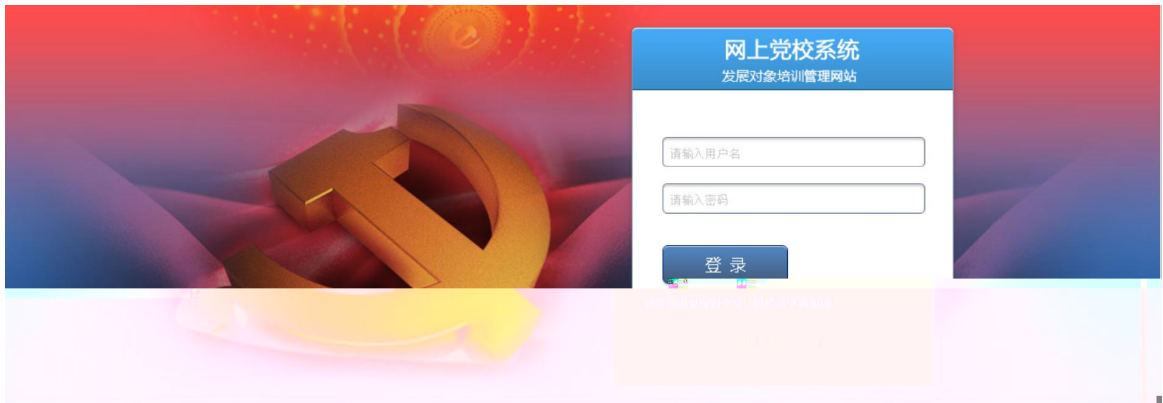 网上党校系统
发展对象培训管理网站
请输入用户名
请输入密码
登 录